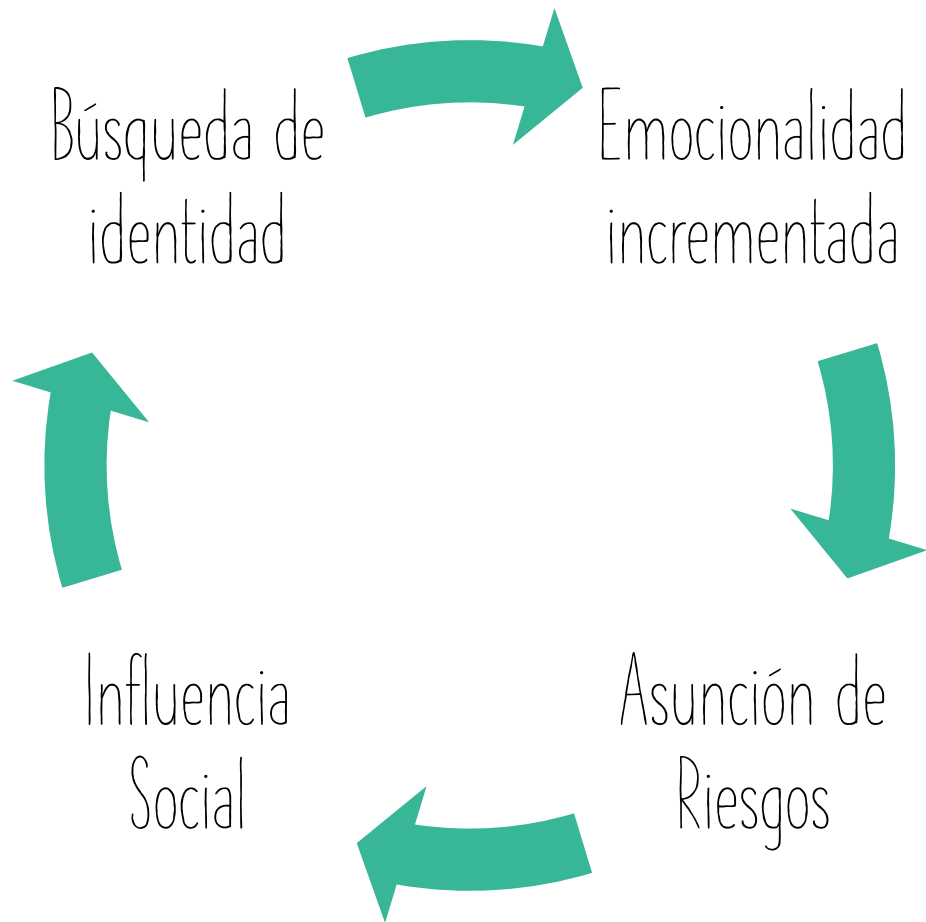 Búsqueda de
identidad
Emocionalidad
incrementada
Asunción de
Riesgos
Influencia
Social